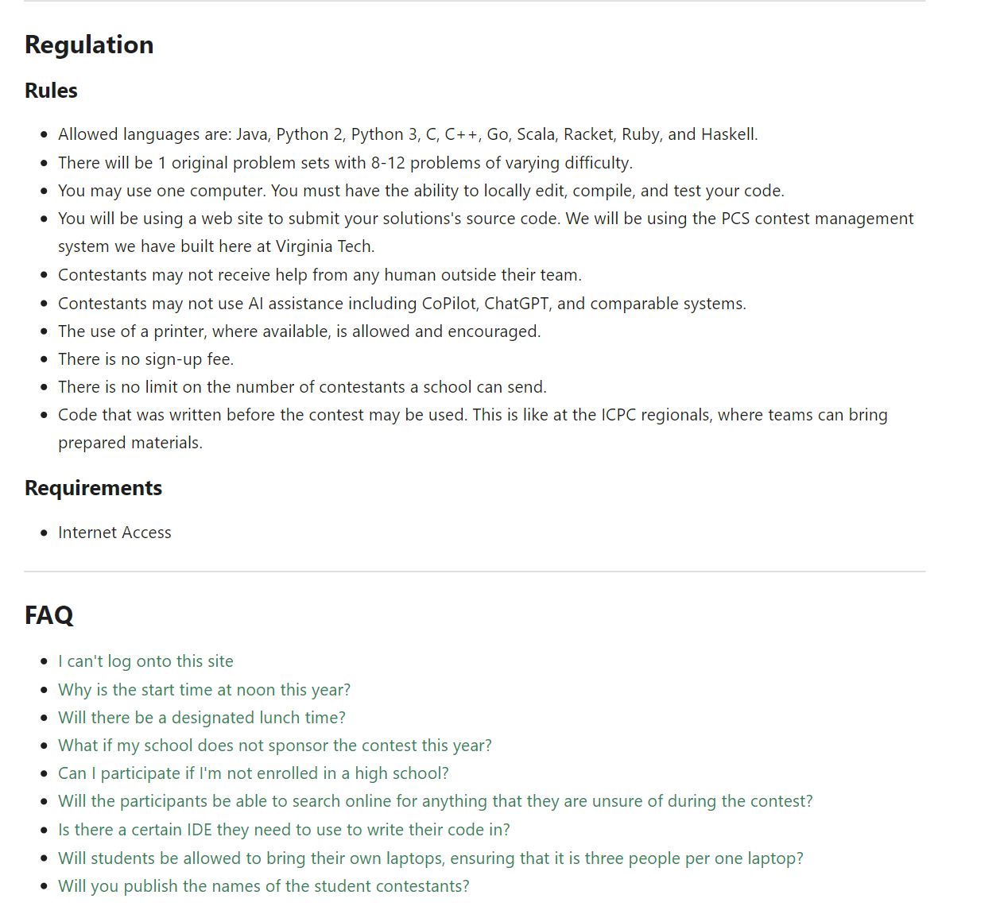 Regulation
Rules
Allowed languages are: Java, Python 2, Python 3, C, C++, Go, Scala, Racket, Ruby, and Haskell.
There will be 1 original problem sets with 8-12 problems of varying difficulty.
You may use one computer. You must have the ability to locally edit, compile, and test your code.
You will be using a web site to submit your solutions's source code. We will be using the PCS contest management
system we have built here at Virginia Tech.
Contestants may not receive help from any human outside their team.
Contestants may not use AI assistance including CoPilot, ChatGPT, and comparable systems.
The use of a printer, where available, is allowed and encouraged.
There is no sign-up fee.
There is no limit on the number of contestants a school can send.
Code that was written before the contest may be used. This is like at the ICPC regionals, where teams can bring
prepared materials.
Requirements
Internet Access
FAQ
I can't log onto this site
Why is the start time at noon this year?
Will there be a designated lunch time?
What if my school does not sponsor the contest this year?
Can I participate if I'm not enrolled in a high school?
Will the participants be able to search online for anything that they are unsure of during the contest?
Is there a certain IDE they need to use to write their code in?
Will students be allowed to bring their own laptops, ensuring that it is three people per one laptop?
Will you publish the names of the student contestants?